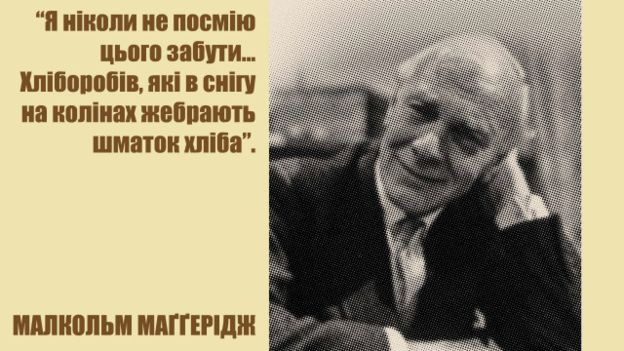 “Я ніколи не посмію
цього забути...
Хліборобів, які в снігу
на колінах жебрають
шматок хліба”.
МАЛКОЛЬМ МАҐҐЕРІДЖ